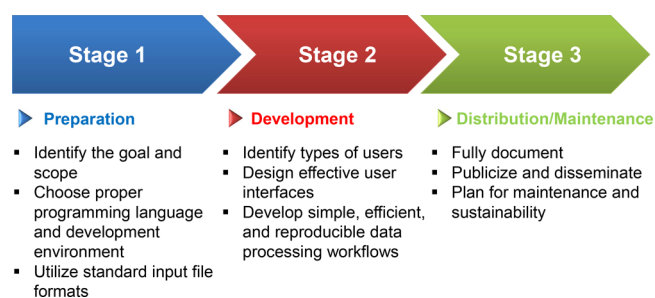 Stage 1
Stage 2
Stage 3
Preparation
▪ Identify the goal and
scope
▪ Choose proper
programming language
and development
environment
▪ Utilize standard input file
formats
Development
▪ Identify types of users
▪ Design effective user
interfaces
▪ Develop simple, efficient,
and reproducible data
processing workflows
Distribution/Maintenance
▪ Fully document
▪ Publicize and disseminate
▪ Plan for maintenance and
sustainability